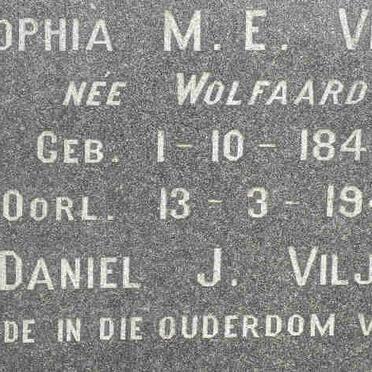 OPHIA M. E. V
NÉE WOLFAARD
GEB. 1-10-184
OORL. 13-3-19
DANIEL J. VILJ
DE IN DIE OUDERDOM V